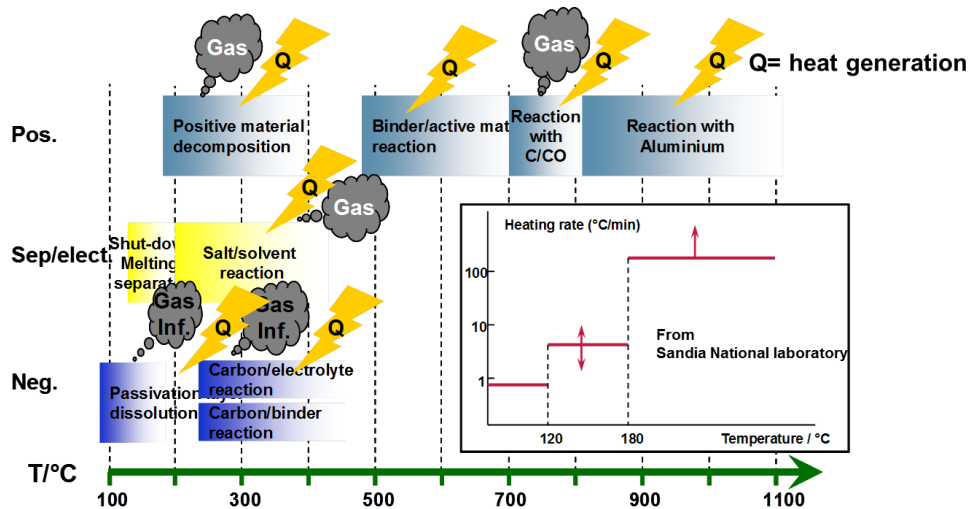 Gas
Q
Q
Gas
Q
Q
Q= heat generation
Pos.
Positive material
decomposition
Binder/active mat
reaction
Reaction
with
C/CO
Reaction with
Aluminium
Q
Gas
Sep/elect.
Shut-dow
Melting
separat
Salt/solvent
reaction
Gas
Inf.
Q
Gas
Inf.
Q
Neg.
Passivation layer
dissolution
Carbon/electrolyte
reaction
Carbon/binder
reaction
Heating rate (°C/min)
100
10
1
From
Sandia National laboratory
120
180
Temperature / °C
T/°C
100
300
500
700
900
1100